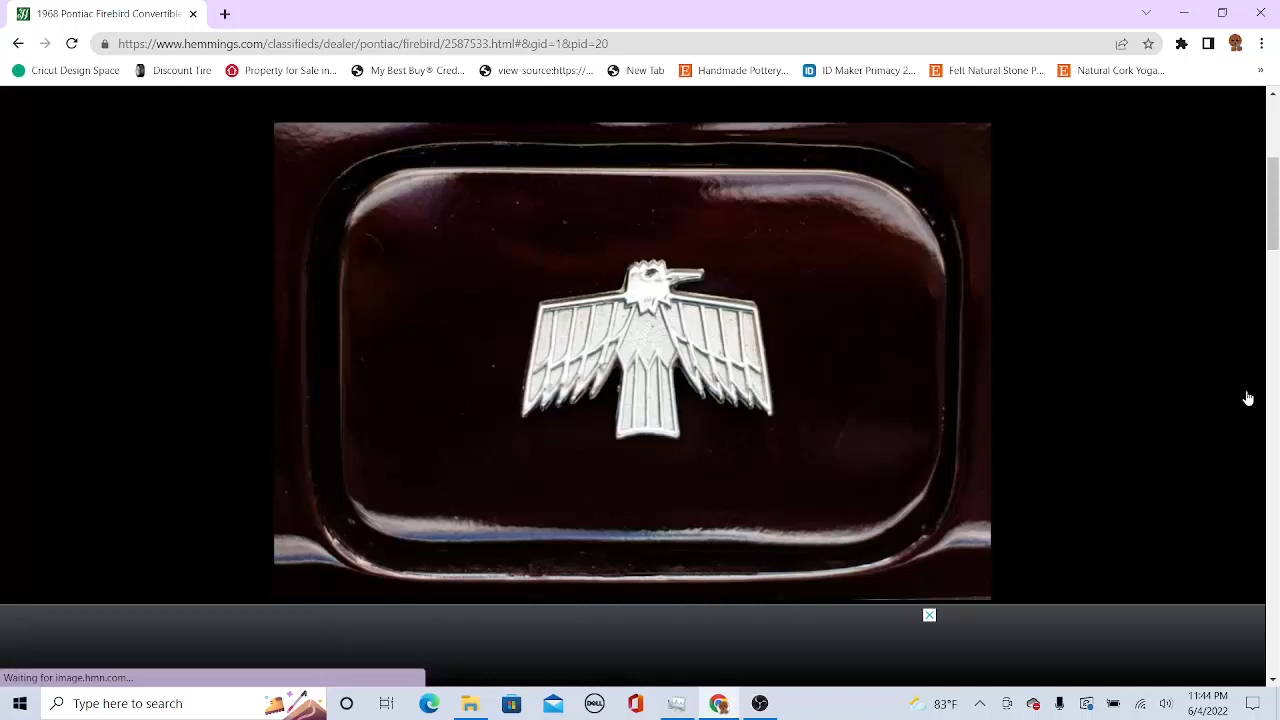 1968 Pontiac Firebird Convertible
https://www.hemmings.com/classifieds/dealer/pontiac/firebird/2587532.html#&gid=1&pid=20
Cricut Design Space Discount Tire Property for Sale in... My Best Buy® Cred... view-source:https://... New Tab Handmade Pottery... ID Maker Primacy 2... Felt Natural Stone P... Natural Cork Yoga... »
Waiting for image.hmn.com...
Type here to search DELL 83°F 11:44 PM
6/4/2022